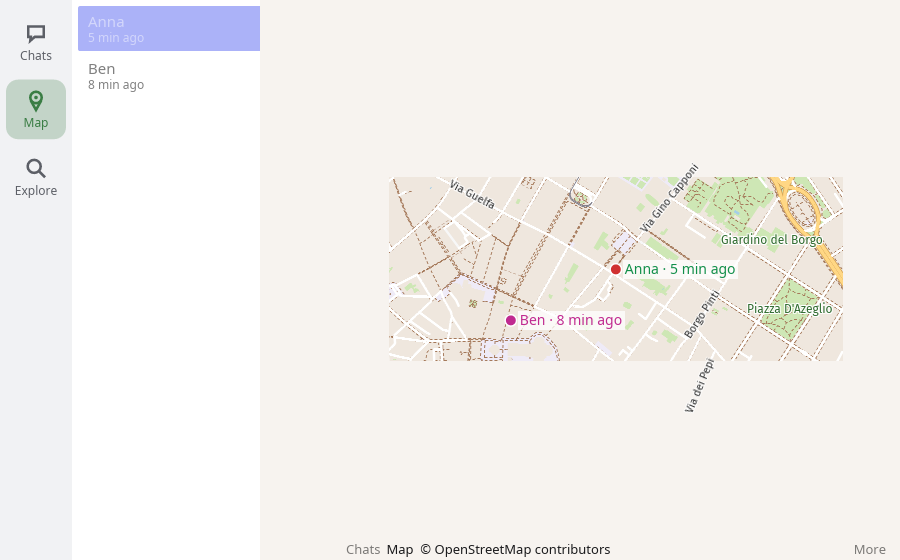 Chats
Map
Explore
Anna
5 min ago
Ben
8 min ago
Via Guelfa
Via Gino Capponi
Giardino del Borgo
Anna · 5 min ago
Borgo Pinti
Piazza D'Azeglio
Ben · 8 min ago
Via dei Pepi
Chats Map © OpenStreetMap contributors More